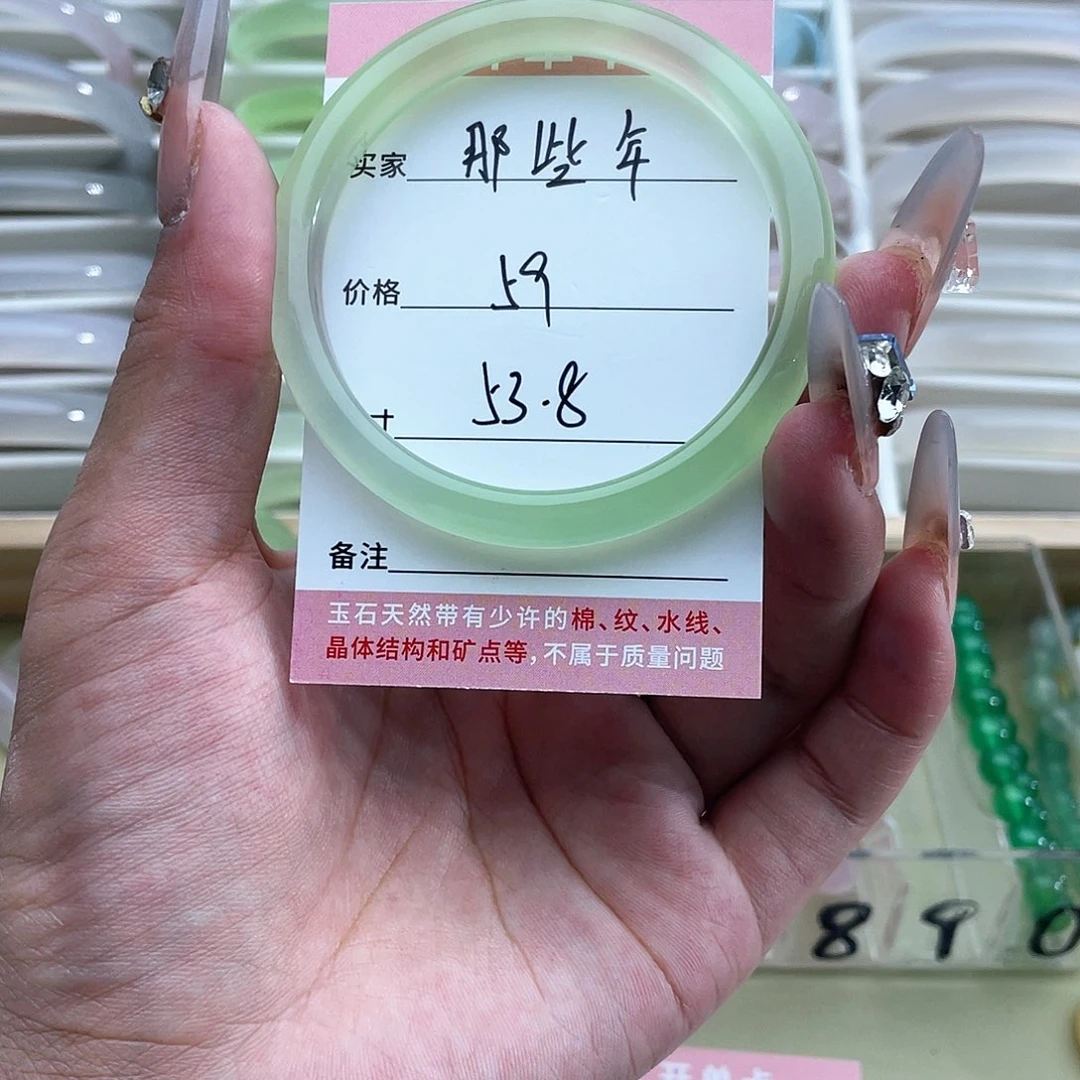 买家 那些年
价格 59
寸 53.8
备注
玉石天然带有少许的棉、纹、水线、
晶体结构和矿点等,不属于质量问题
8 9 0